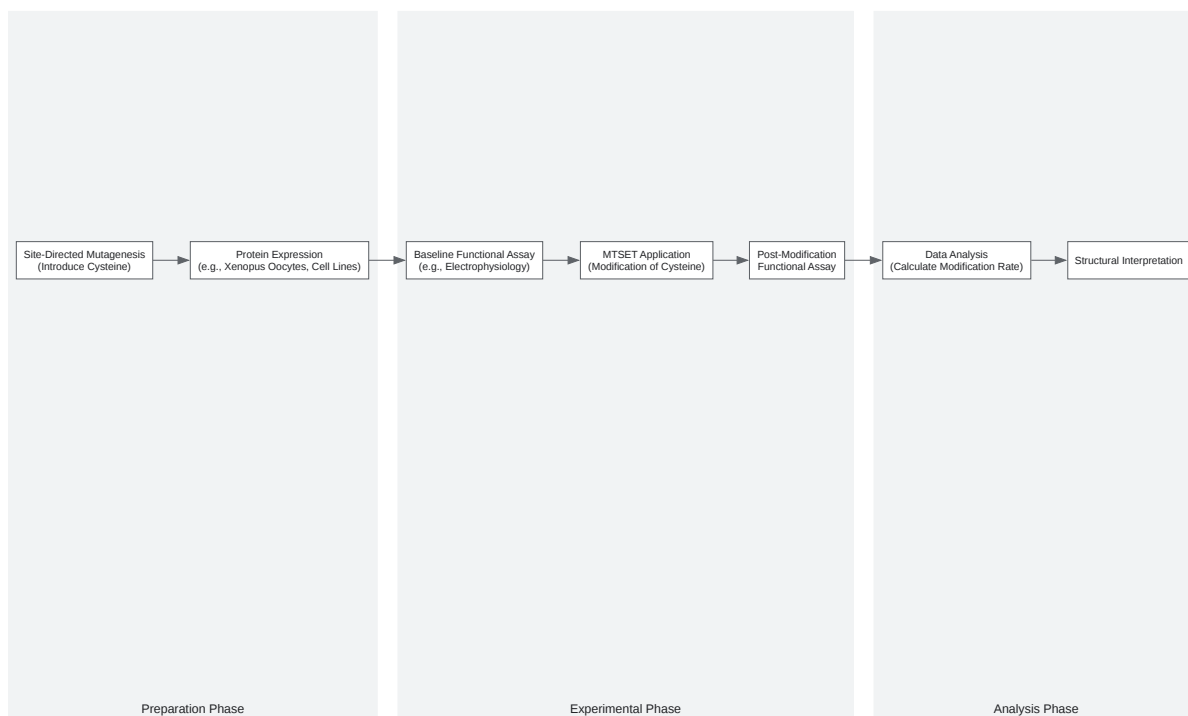 Site-Directed Mutagenesis
(Introduce Cysteine)
Protein Expression
(e.g., Xenopus Oocytes, Cell Lines)
Baseline Functional Assay
(e.g., Electrophysiology)
MTSET Application
(Modification of Cysteine)
Post-Modification
Functional Assay
Data Analysis
(Calculate Modification Rate)
Structural Interpretation
Preparation Phase
Experimental Phase
Analysis Phase